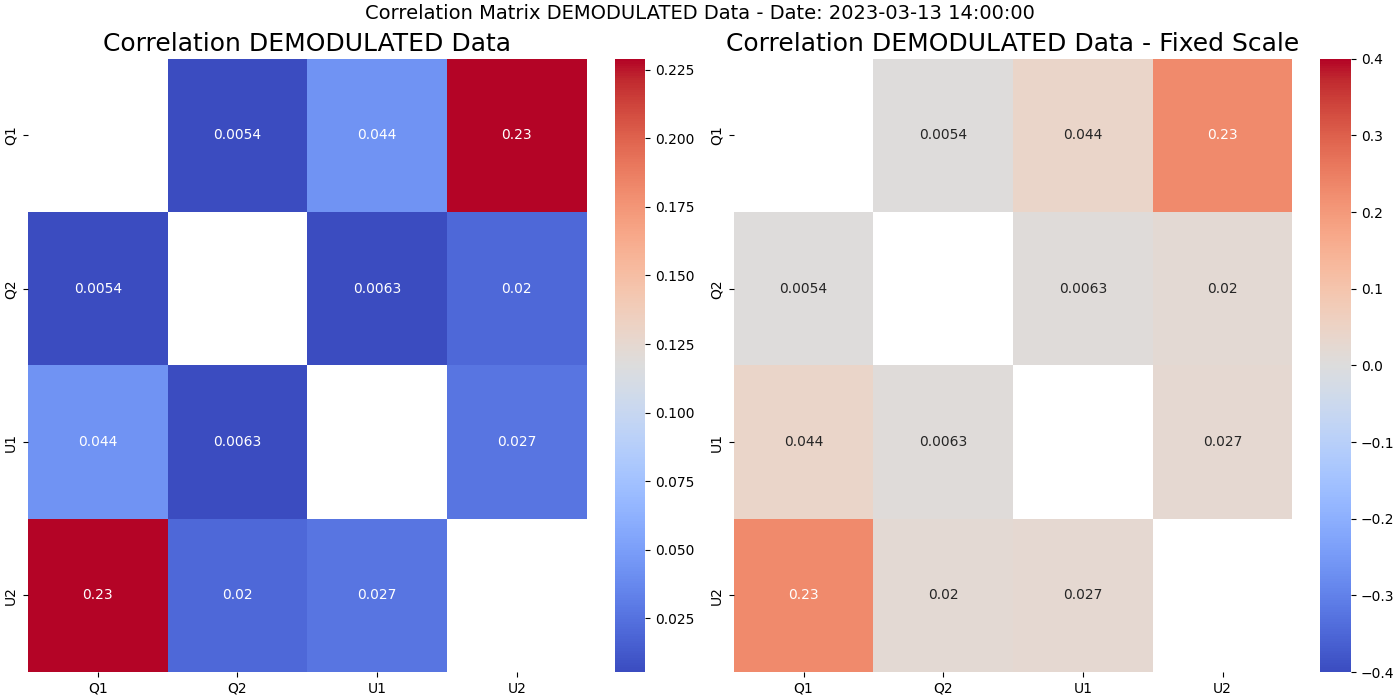 Correlation Matrix DEMODULATED Data - Date: 2023-03-13 14:00:00
Correlation DEMODULATED Data
Q1
0.0054
0.044
0.23
Q2
0.0054
0.0063
0.02
U1
0.044
0.0063
0.027
U2
0.23
0.02
0.027
Q1
Q2
U1
U2
0.225
0.200
0.175
0.150
0.125
0.100
0.075
0.050
0.025
Correlation DEMODULATED Data - Fixed Scale
Q1
0.0054
0.044
0.23
Q2
0.0054
0.0063
0.02
U1
0.044
0.0063
0.027
U2
0.23
0.02
0.027
Q1
Q2
U1
U2
0.4
0.3
0.2
0.1
0.0
−0.1
−0.2
−0.3
−0.4